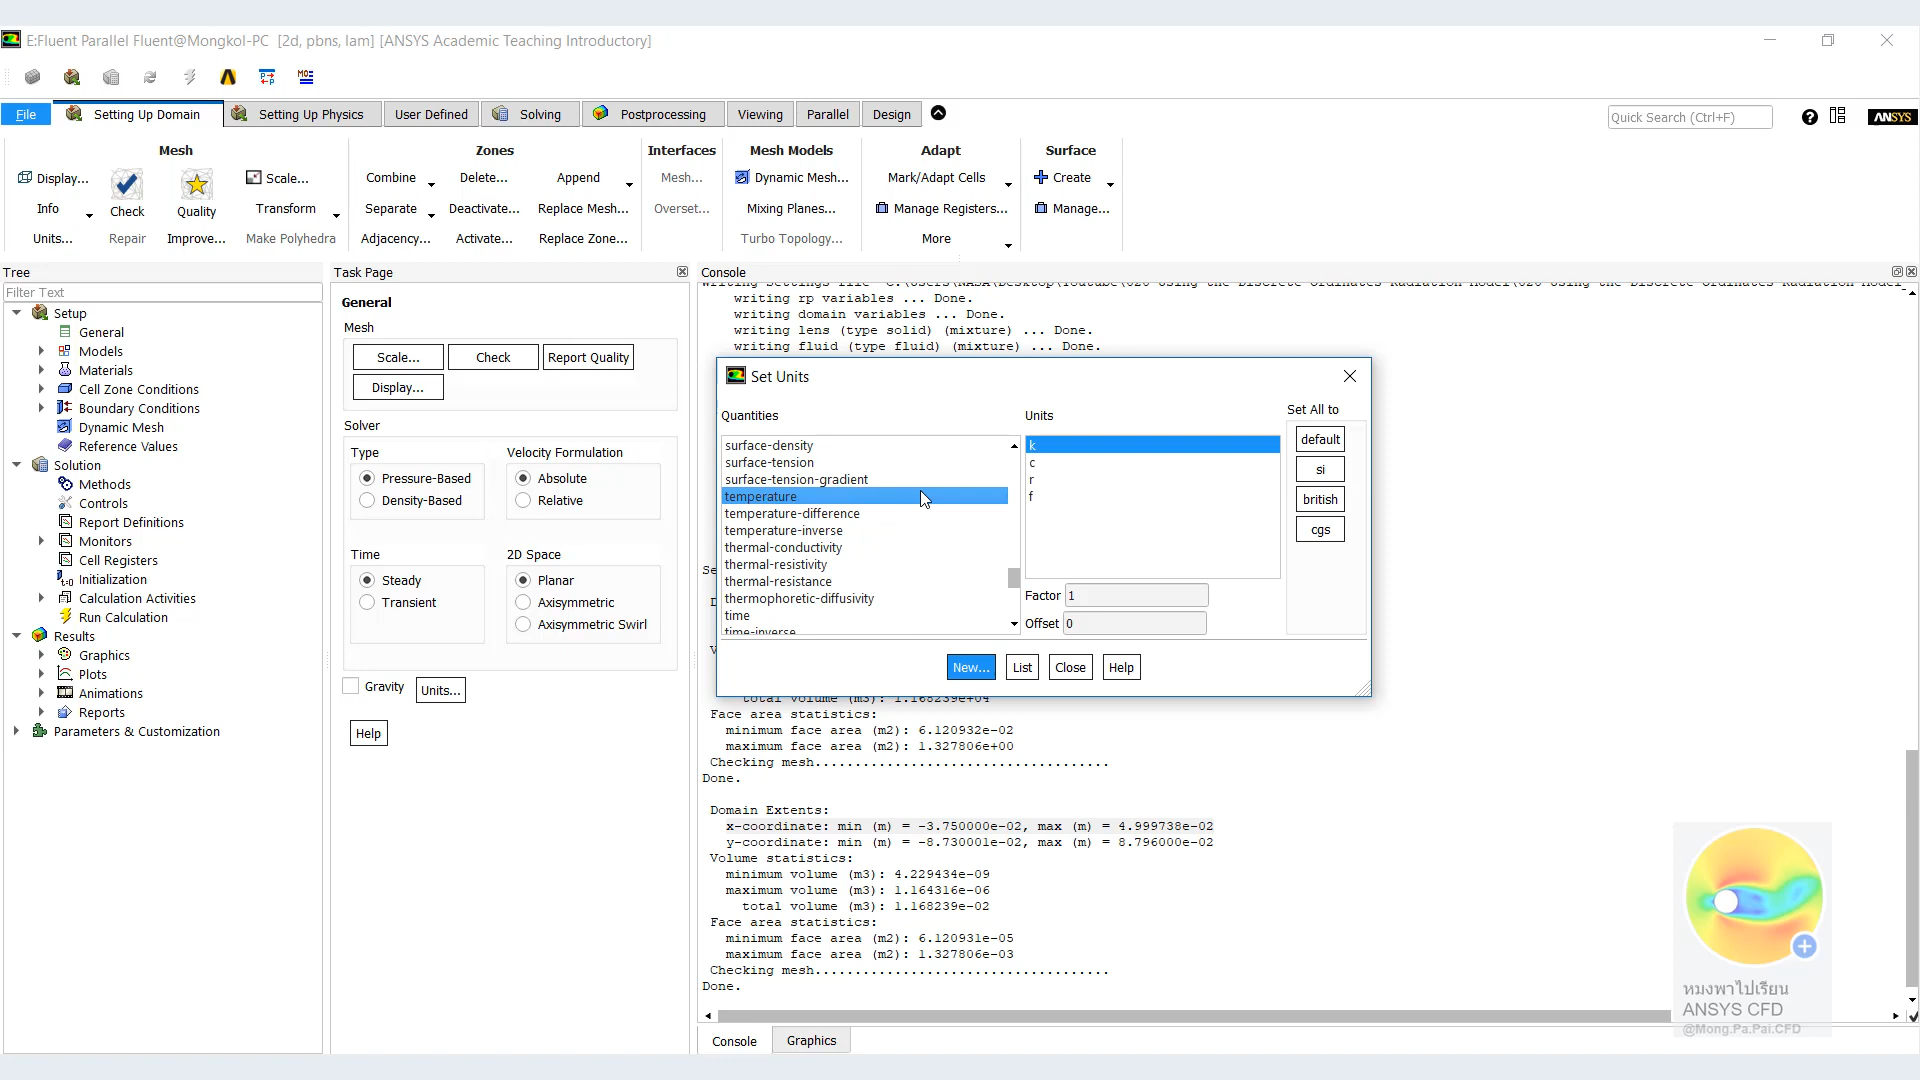 E:Fluent Parallel Fluent@Mongkol-PC [2d, pbns, lam] [ANSYS Academic Teaching Introductory]
File
Setting Up Domain
Setting Up Physics
User Defined
Solving
Postprocessing
Viewing
Parallel
Design
Quick Search (Ctrl+F)
ANSYS
Mesh
Display...
Info
Units...
Check
Repair
Quality
Improve...
Scale...
Transform
Make Polyhedra
Zones
Combine
Separate
Adjacency...
Delete...
Deactivate...
Activate...
Append
Replace Mesh...
Replace Zone...
Interfaces
Mesh...
Overset...
Mesh Models
Dynamic Mesh...
Mixing Planes...
Turbo Topology...
Adapt
Mark/Adapt Cells
Manage Registers...
More
Surface
Create
Manage...
Tree
Filter Text
Setup
General
Models
Materials
Cell Zone Conditions
Boundary Conditions
Dynamic Mesh
Reference Values
Solution
Methods
Controls
Report Definitions
Monitors
Cell Registers
Initialization
Calculation Activities
Run Calculation
Results
Graphics
Plots
Animations
Reports
Parameters & Customization
Task Page
General
Mesh
Scale...
Check
Report Quality
Display...
Solver
Type
Pressure-Based
Density-Based
Velocity Formulation
Absolute
Relative
Time
Steady
Transient
2D Space
Planar
Axisymmetric
Axisymmetric Swirl
Gravity
Units...
Help
Console
writing rp variables ... Done.
writing domain variables ... Done.
writing lens (type solid) (mixture) ... Done.
writing fluid (type fluid) (mixture) ... Done.
Set Units
Quantities
surface-density
surface-tension
surface-tension-gradient
temperature
temperature-difference
temperature-inverse
thermal-conductivity
thermal-resistivity
thermal-resistance
thermophoretic-diffusivity
time
time-inverse
Units
k
c
r
f
Factor 1
Offset 0
Set All to
default
si
british
cgs
New...
List
Close
Help
total volume (m3): 1.168239e+04
Face area statistics:
minimum face area (m2): 6.120932e-02
maximum face area (m2): 1.327806e+00
Checking mesh.....................................
Done.
Domain Extents:
x-coordinate: min (m) = -3.750000e-02, max (m) = 4.999738e-02
y-coordinate: min (m) = -8.730001e-02, max (m) = 8.796000e-02
Volume statistics:
minimum volume (m3): 4.229434e-09
maximum volume (m3): 1.164316e-06
total volume (m3): 1.168239e-02
Face area statistics:
minimum face area (m2): 6.120931e-05
maximum face area (m2): 1.327806e-03
Checking mesh.....................................
Done.
Console
Graphics
หมงพาไปเรียน
ANSYS CFD
@Mong.Pa.Pai.CFD